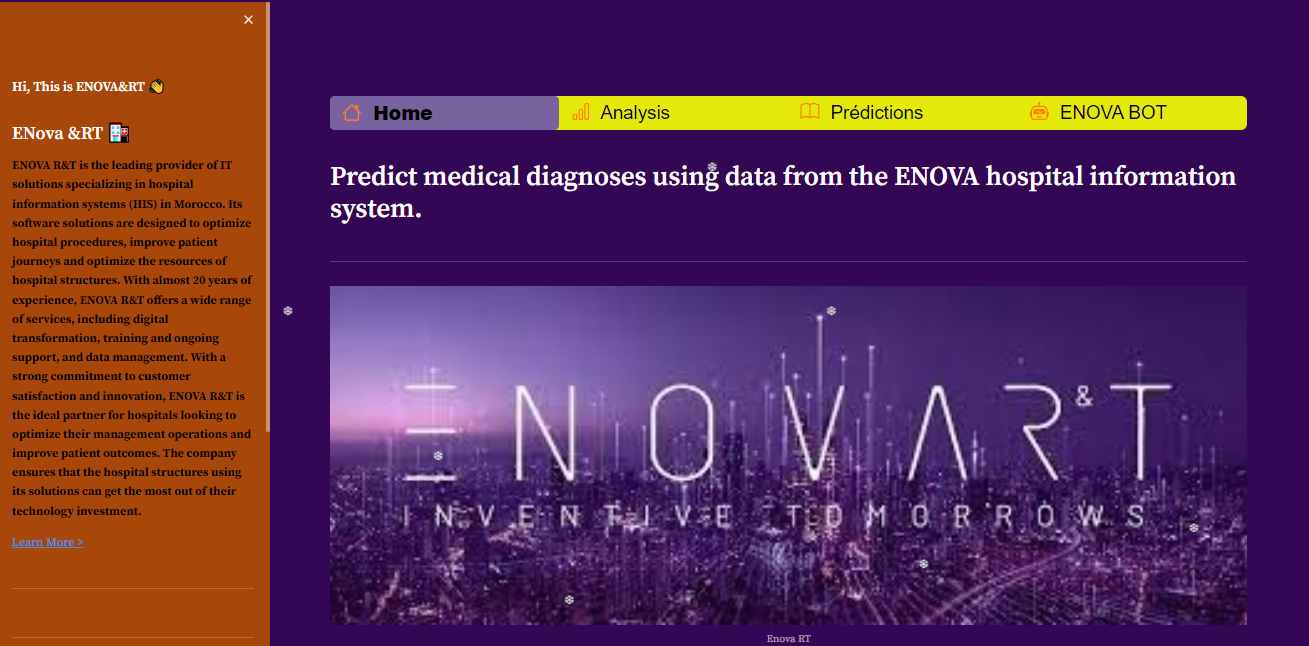 Hi, This is ENOVA&RT 👋
ENova &RT 🏥
ENOVA R&T is the leading provider of IT
solutions specializing in hospital
information systems (HIS) in Morocco. Its
software solutions are designed to optimize
hospital procedures, improve patient
journeys and optimize the resources of
hospital structures. With almost 20 years of
experience, ENOVA R&T offers a wide range
of services, including digital
transformation, training and ongoing
support, and data management. With a
strong commitment to customer
satisfaction and innovation, ENOVA R&T is
the ideal partner for hospitals looking to
optimize their management operations and
improve patient outcomes. The company
ensures that the hospital structures using
its solutions can get the most out of their
technology investment.
Learn More >
Home
Analysis
Prédictions
ENOVA BOT
Predict medical diagnoses using data from the ENOVA hospital information
system.
ENOVAR&T
INVENTIVE TOMORROWS
Enova RT